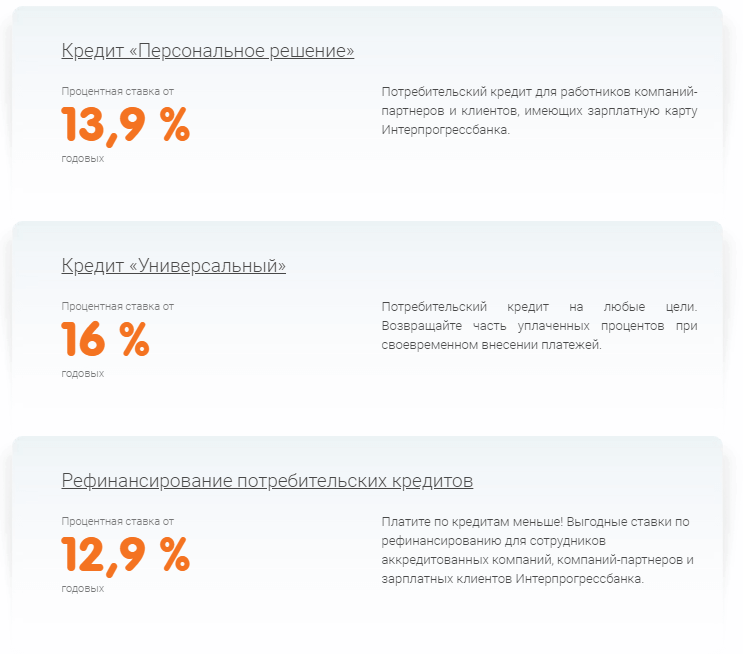 Кредит «Персональное решение»
Процентная ставка от
13,9 %
годовых
Потребительский кредит для работников компаний-
партнеров и клиентов, имеющих зарплатную карту
Интерпрогрессбанка.
Кредит «Универсальный»
Процентная ставка от
16 %
годовых
Потребительский кредит на любые цели.
Возвращайте часть уплаченных процентов при
своевременном внесении платежей.
Рефинансирование потребительских кредитов
Процентная ставка от
12,9 %
годовых
Платите по кредитам меньше! Выгодные ставки по
рефинансированию для сотрудников
аккредитованных компаний, компаний-партнеров и
зарплатных клиентов Интерпрогрессбанка.